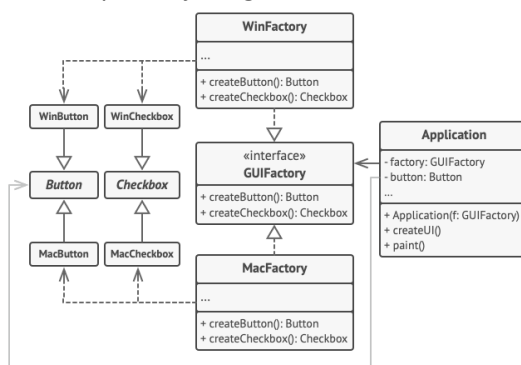 WinFactory
...
+ createButton(): Button
+ createCheckbox(): Checkbox
WinButton
WinCheckbox
Button
Checkbox
MacButton
MacCheckbox
«interface»
GUIFactory
+ createButton(): Button
+ createCheckbox(): Checkbox
Application
- factory: GUIFactory
- button: Button
...
+ Application(f: GUIFactory)
+ createUI()
+ paint()
MacFactory
...
+ createButton(): Button
+ createCheckbox(): Checkbox